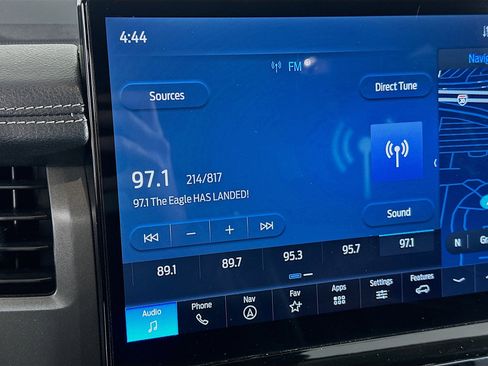 4:44
FM
Navig
Sources
Direct Tune
97.1 214/817
97.1 The Eagle HAS LANDED!
Sound
N
89.1 89.7 95.3 95.7 97.1
Audio Phone Nav Fav Apps Settings Features